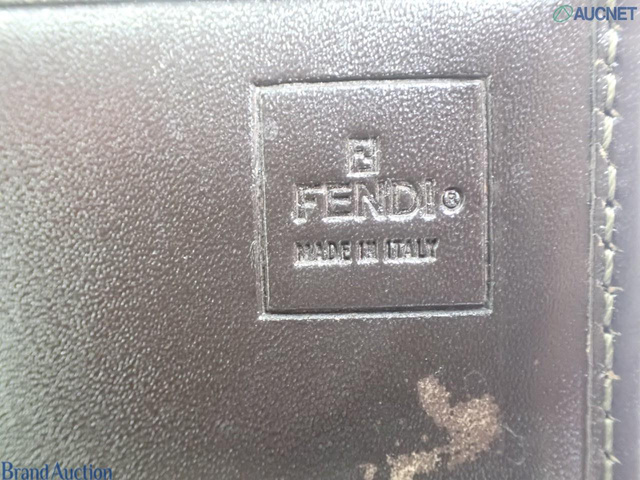 AUCNET
FENDI®
MADE IN ITALY
Brand Auction